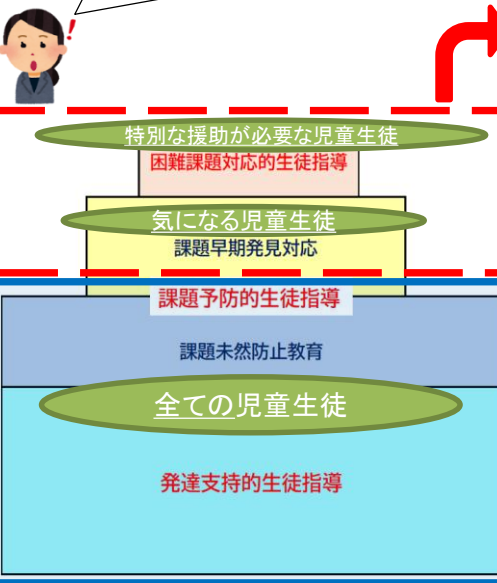 !
特別な援助が必要な児童生徒
困難課題対応的生徒指導
気になる児童生徒
課題早期発見対応
課題予防的生徒指導
課題未然防止教育
全ての児童生徒
発達支持的生徒指導